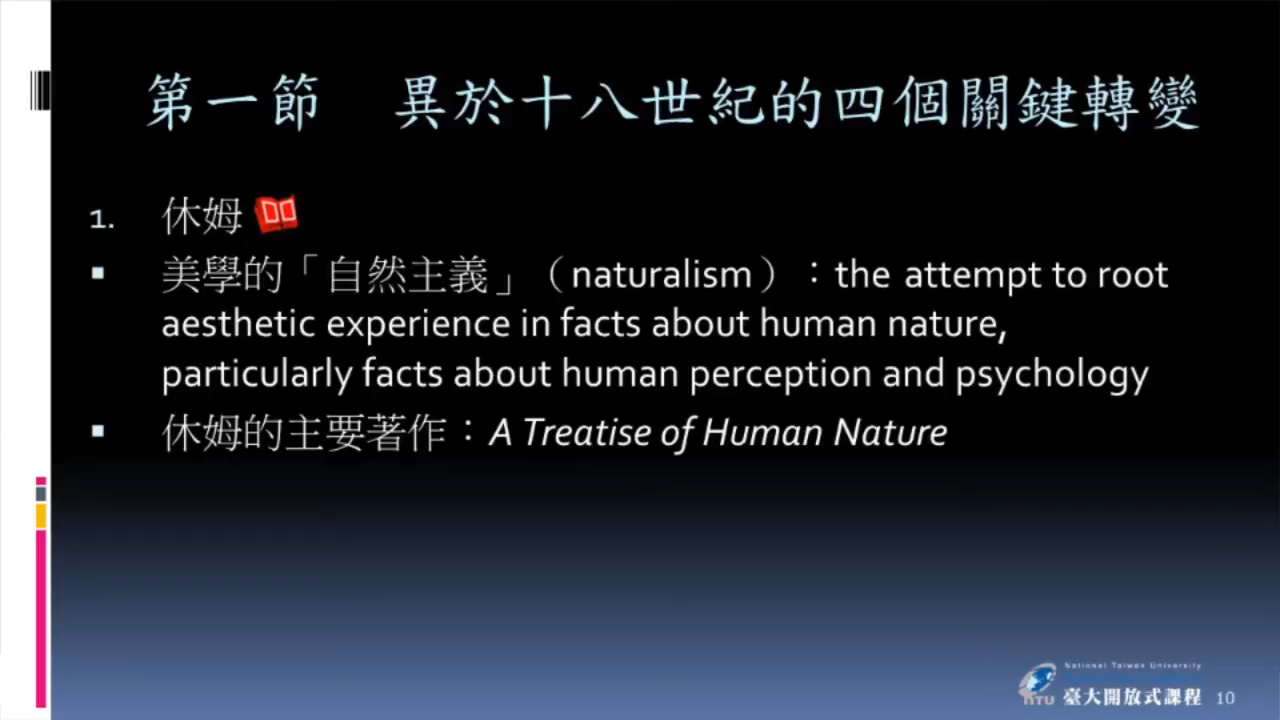 第一節　異於十八世紀的四個關鍵轉變
1. 休姆
▪ 美學的「自然主義」（naturalism）：the attempt to root
aesthetic experience in facts about human nature,
particularly facts about human perception and psychology
▪ 休姆的主要著作：A Treatise of Human Nature
National Taiwan University
NTU 臺大開放式課程 10